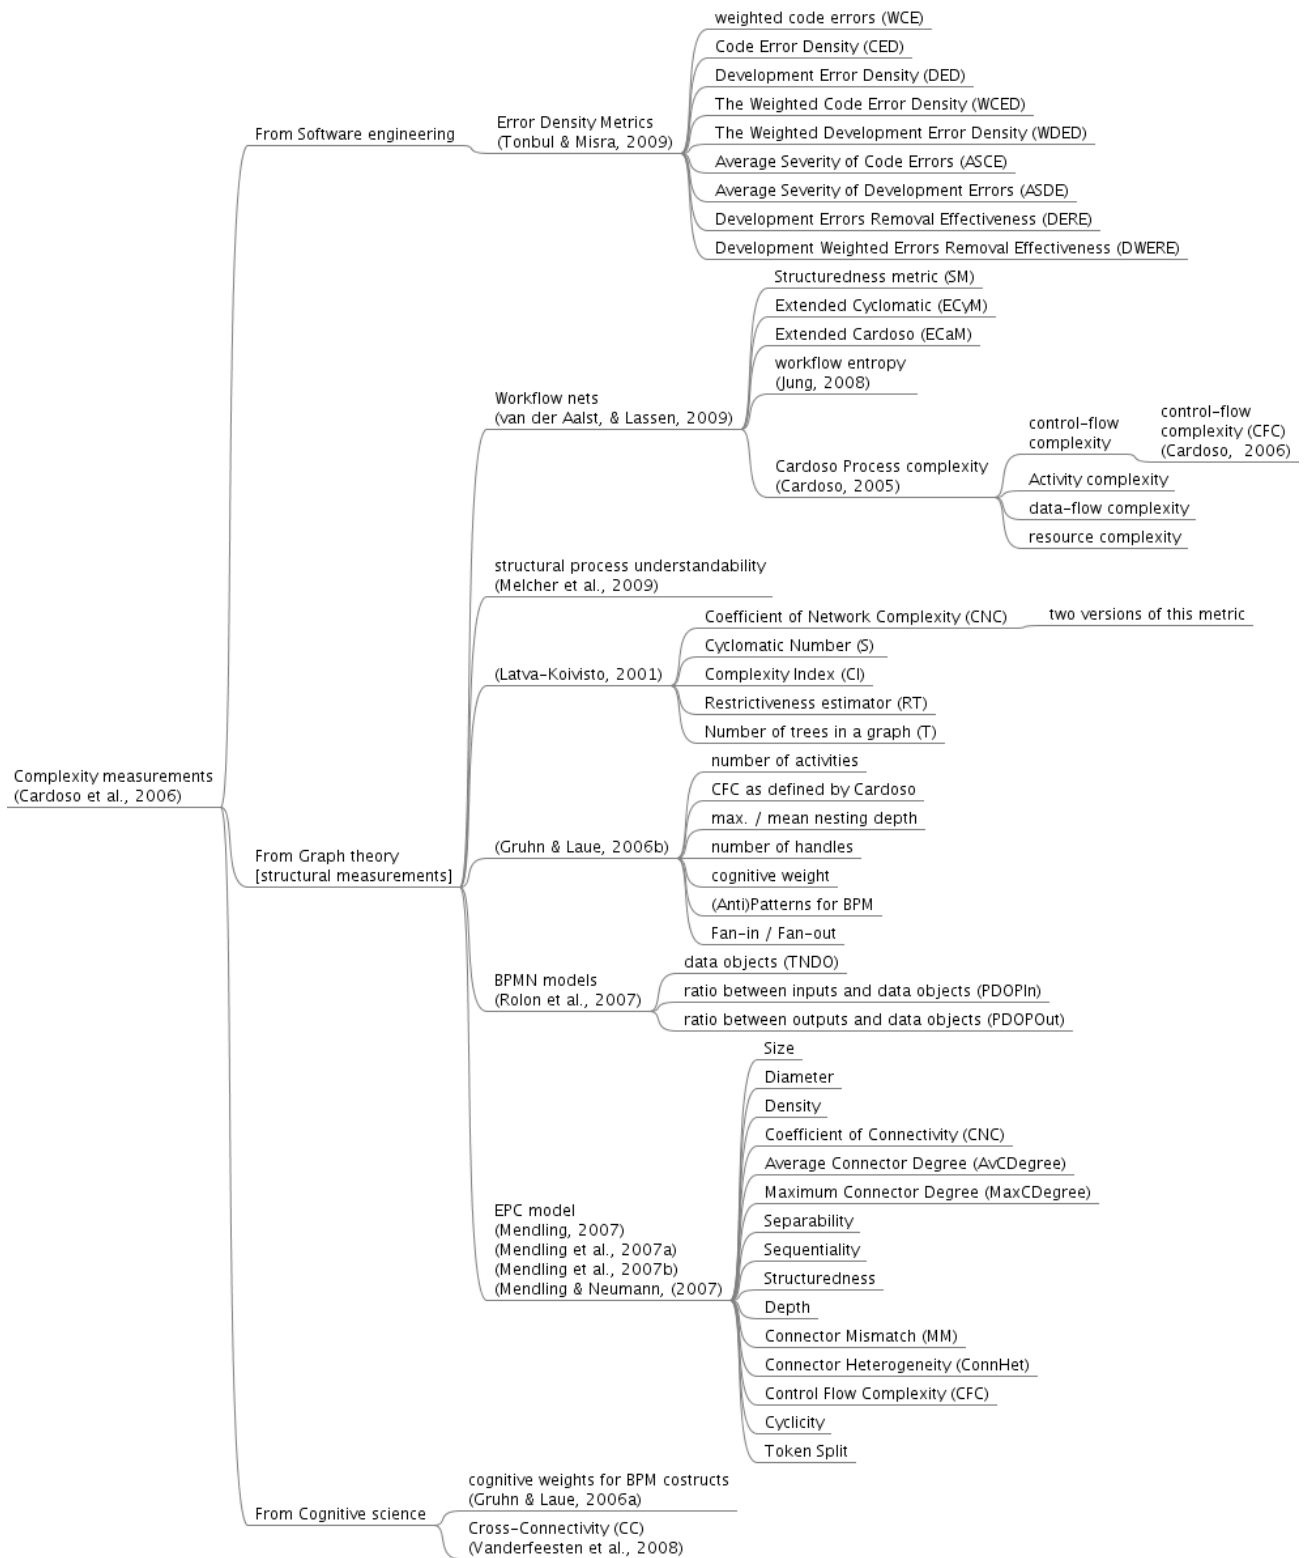 weighted code errors (WCE)
Code Error Density (CED)
Development Error Density (DED)
The Weighted Code Error Density (WCED)
The Weighted Development Error Density (WDED)
Average Severity of Code Errors (ASCE)
Average Severity of Development Errors (ASDE)
Development Errors Removal Effectiveness (DERE)
Development Weighted Errors Removal Effectiveness (DWERE)
From Software engineering
Error Density Metrics
(Tonbul & Misra, 2009)
Structuredness metric (SM)
Extended Cyclomatic (ECyM)
Extended Cardoso (ECaM)
workflow entropy
(Jung, 2008)
Workflow nets
(van der Aalst, & Lassen, 2009)
Cardoso Process complexity
(Cardoso, 2005)
control-flow
complexity
control-flow
complexity (CFC)
(Cardoso, 2006)
Activity complexity
data-flow complexity
resource complexity
structural process understandability
(Melcher et al., 2009)
Coefficient of Network Complexity (CNC)
two versions of this metric
Cyclomatic Number (S)
Complexity Index (CI)
Restrictiveness estimator (RT)
Number of trees in a graph (T)
(Latva-Koivisto, 2001)
Complexity measurements
(Cardoso et al., 2006)
From Graph theory
[structural measurements]
(Gruhn & Laue, 2006b)
number of activities
CFC as defined by Cardoso
max. / mean nesting depth
number of handles
cognitive weight
(Anti)Patterns for BPM
Fan-in / Fan-out
BPMN models
(Rolon et al., 2007)
data objects (TNDO)
ratio between inputs and data objects (PDOPIn)
ratio between outputs and data objects (PDOPOut)
EPC model
(Mendling, 2007)
(Mendling et al., 2007a)
(Mendling et al., 2007b)
(Mendling & Neumann, (2007)
Size
Diameter
Density
Coefficient of Connectivity (CNC)
Average Connector Degree (AvCDegree)
Maximum Connector Degree (MaxCDegree)
Separability
Sequentiality
Structuredness
Depth
Connector Mismatch (MM)
Connector Heterogeneity (ConnHet)
Control Flow Complexity (CFC)
Cyclicity
Token Split
From Cognitive science
cognitive weights for BPM costructs
(Gruhn & Laue, 2006a)
Cross-Connectivity (CC)
(Vanderfeesten et al., 2008)